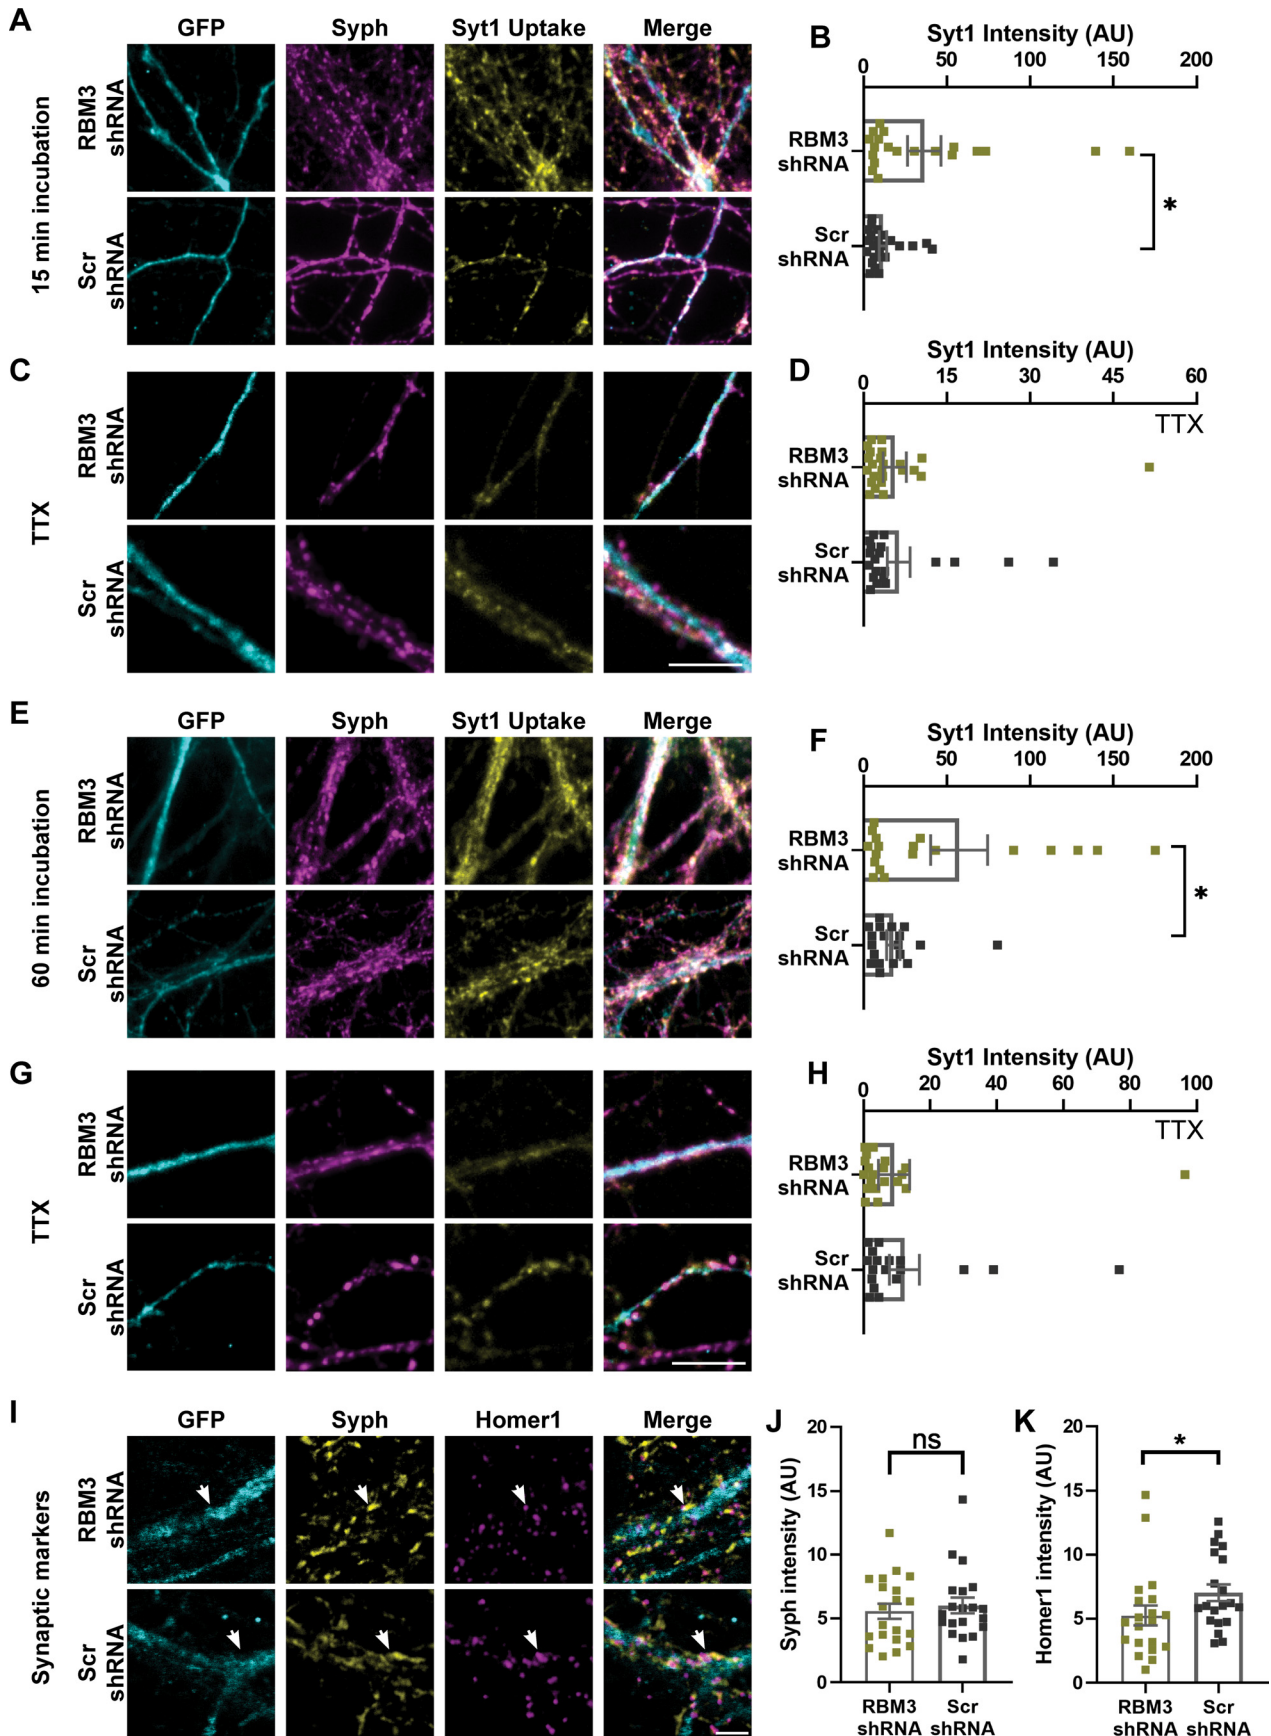 A
GFP Syph Syt1 Uptake Merge
15 min incubation
RBM3
shRNA
Scr
shRNA
B
Syt1 Intensity (AU)
0 50 100 150 200
RBM3
shRNA
Scr
shRNA
*
C
TTX
RBM3
shRNA
Scr
shRNA
D
Syt1 Intensity (AU)
0 15 30 45 60
TTX
RBM3
shRNA
Scr
shRNA
E
GFP Syph Syt1 Uptake Merge
60 min incubation
RBM3
shRNA
Scr
shRNA
F
Syt1 Intensity (AU)
0 50 100 150 200
RBM3
shRNA
Scr
shRNA
*
G
TTX
RBM3
shRNA
Scr
shRNA
H
Syt1 Intensity (AU)
0 20 40 60 80 100
TTX
RBM3
shRNA
Scr
shRNA
I
GFP Syph Homer1 Merge
Synaptic markers
RBM3
shRNA
Scr
shRNA
J
Syph intensity (AU)
20
15
10
5
0
ns
RBM3 Scr
shRNA shRNA
K
Homer1 intensity (AU)
20
15
10
5
0
*
RBM3 Scr
shRNA shRNA